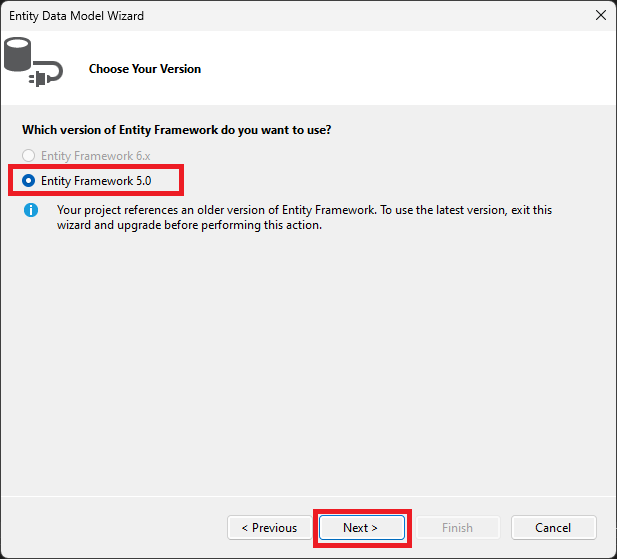 Entity Data Model Wizard
Choose Your Version
Which version of Entity Framework do you want to use?
Entity Framework 6.x
Entity Framework 5.0
Your project references an older version of Entity Framework. To use the latest version, exit this
wizard and upgrade before performing this action.
< Previous
Next >
Finish
Cancel